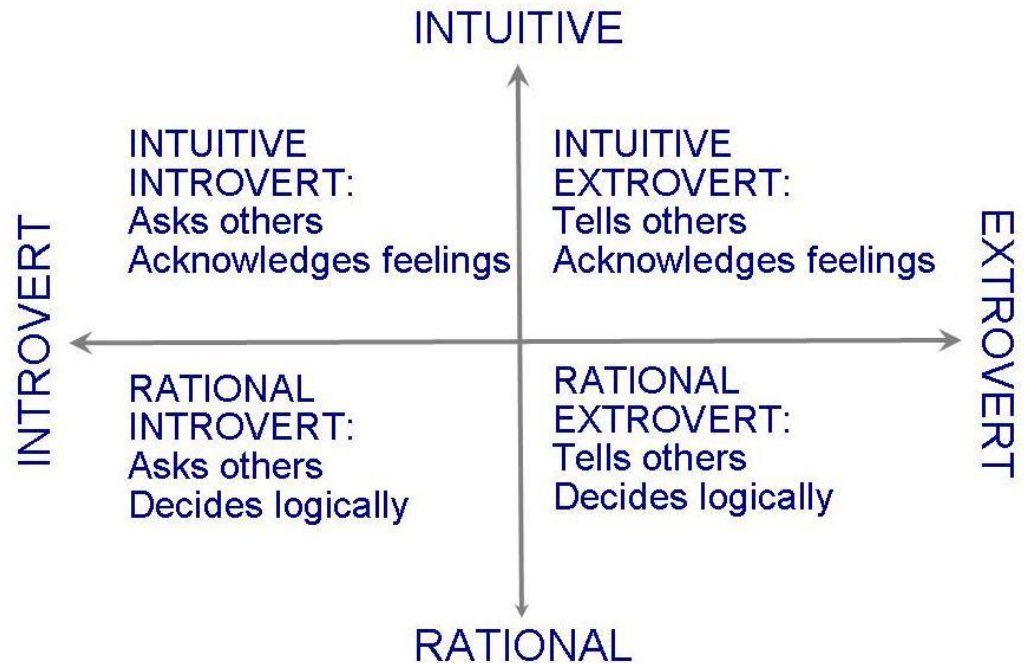 INTUITIVE
INTUITIVE
INTROVERT:
Asks others
Acknowledges feelings
INTUITIVE
EXTROVERT:
Tells others
Acknowledges feelings
INTROVERT
EXTROVERT
RATIONAL
INTROVERT:
Asks others
Decides logically
RATIONAL
EXTROVERT:
Tells others
Decides logically
RATIONAL